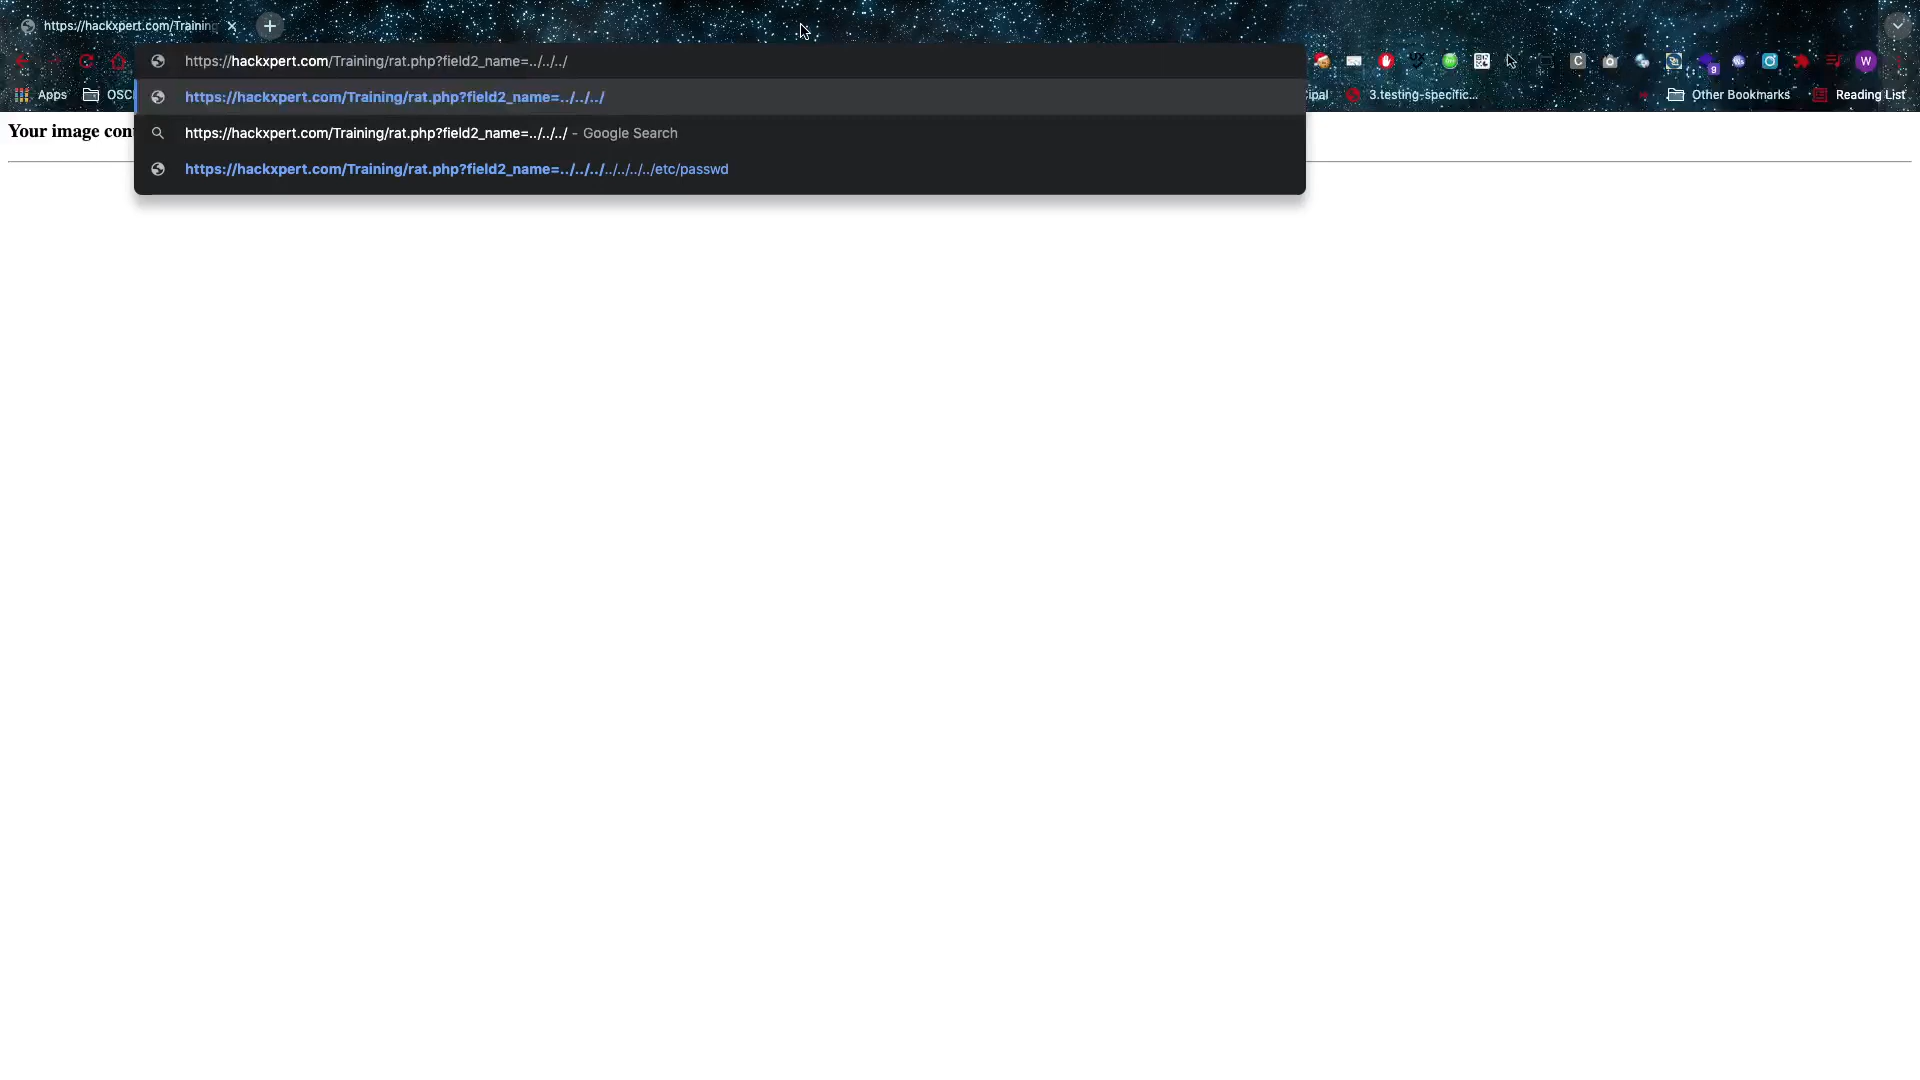 https://hackxpert.com/Training
https://hackxpert.com/Training/rat.php?field2_name=../../../
https://hackxpert.com/Training/rat.php?field2_name=../../../
https://hackxpert.com/Training/rat.php?field2_name=../../../ - Google Search
https://hackxpert.com/Training/rat.php?field2_name=../../../../../../../etc/passwd
C g W
Apps OSC ipal 3.testing-specific... » Other Bookmarks Reading List
Your image con